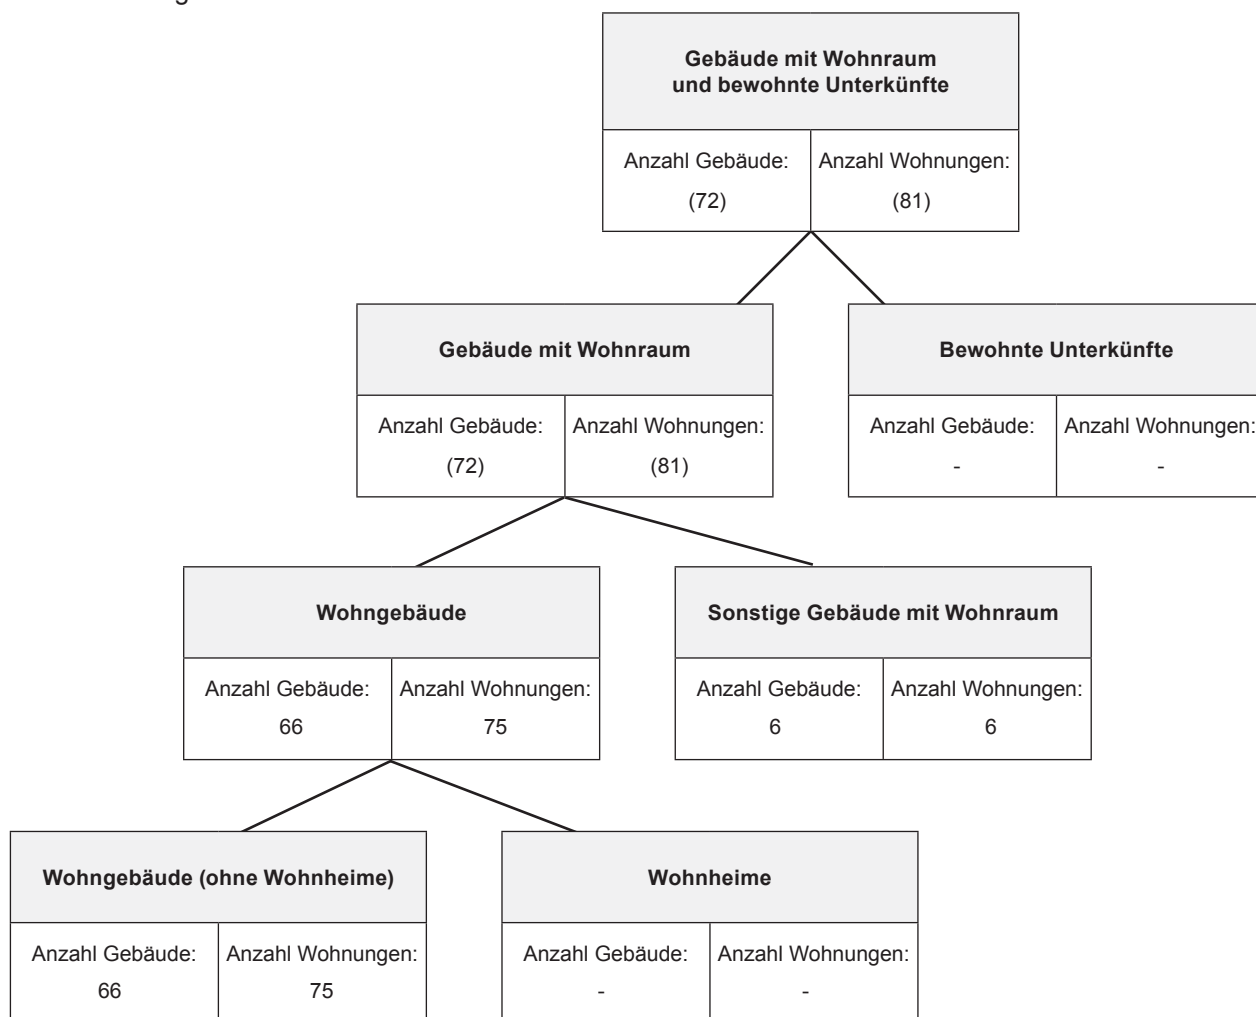 Gebäude mit Wohnraum
und bewohnte Unterkünfte
Anzahl Gebäude: Anzahl Wohnungen:
(72) (81)
Gebäude mit Wohnraum Bewohnte Unterkünfte
Anzahl Gebäude: Anzahl Wohnungen: Anzahl Gebäude: Anzahl Wohnungen:
(72) (81) - -
Wohngebäude Sonstige Gebäude mit Wohnraum
Anzahl Gebäude: Anzahl Wohnungen: Anzahl Gebäude: Anzahl Wohnungen:
66 75 6 6
Wohngebäude (ohne Wohnheime) Wohnheime
Anzahl Gebäude: Anzahl Wohnungen: Anzahl Gebäude: Anzahl Wohnungen:
66 75 - -